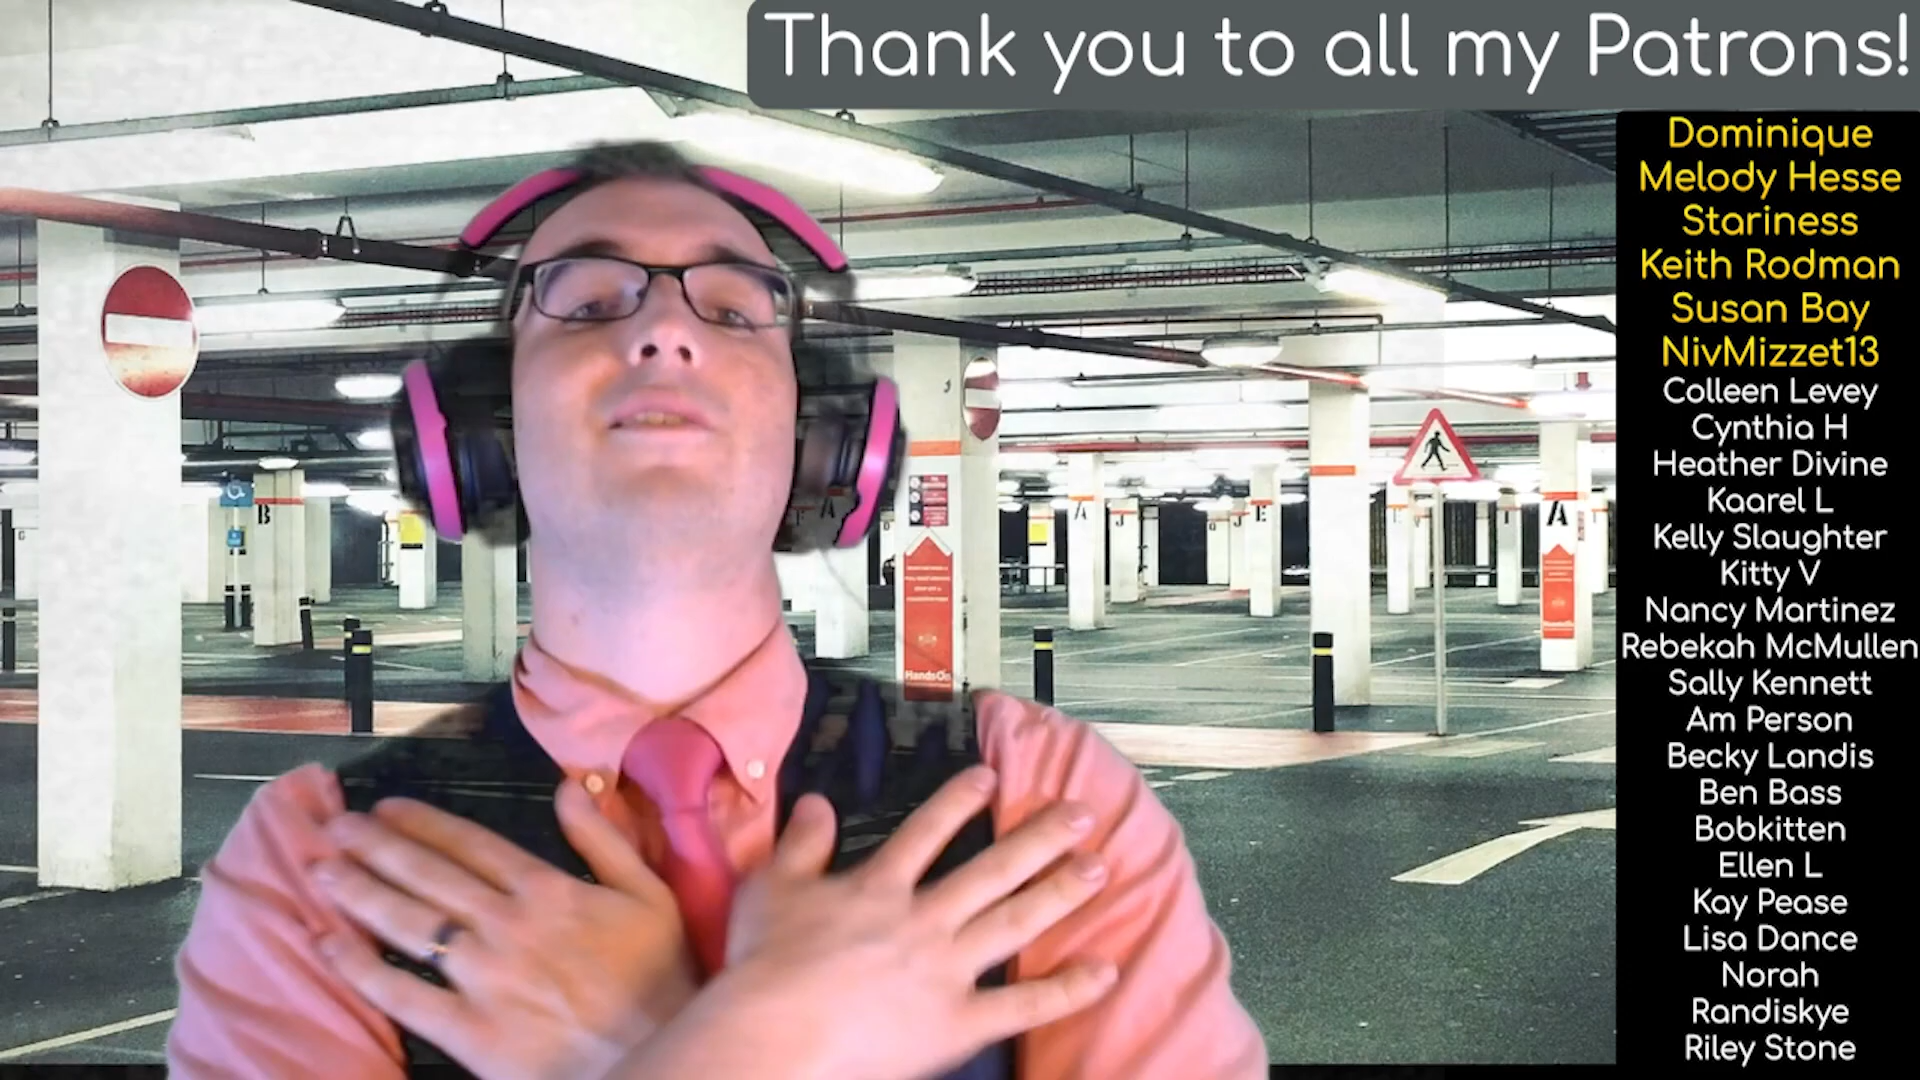 Thank you to all my Patrons!
Dominique
Melody Hesse
Stariness
Keith Rodman
Susan Bay
NivMizzet13
Colleen Levey
Cynthia H
Heather Divine
Kaarel L
Kelly Slaughter
Kitty V
Nancy Martinez
Rebekah McMullen
Sally Kennett
Am Person
Becky Landis
Ben Bass
Bobkitten
Ellen L
Kay Pease
Lisa Dance
Norah
Randiskye
Riley Stone
B
A
A
J
J
E
A
HandsOn